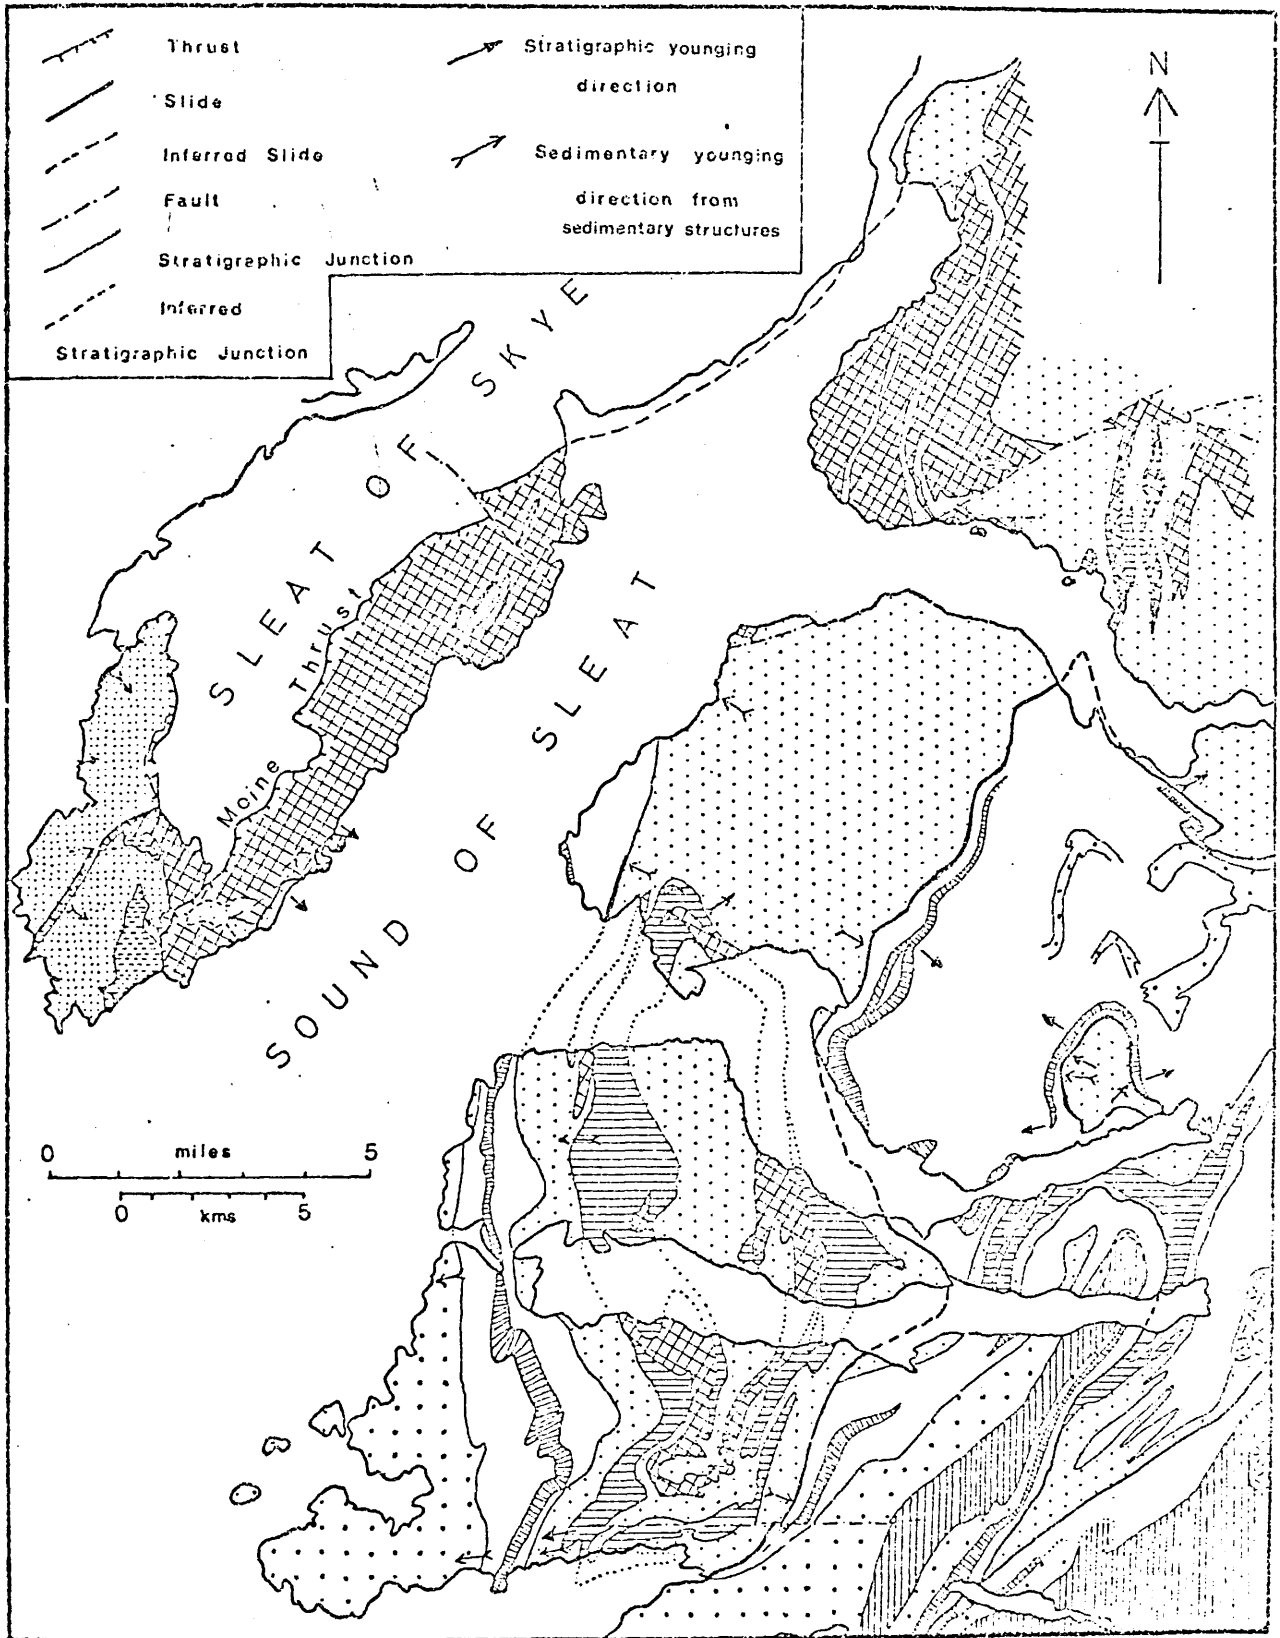 Thrust
Slide
Inferred Slide
Fault
Stratigraphic Junction
Inferred
Stratigraphic Junction
Stratigraphic younging
direction
Sedimentary younging
direction from
sedimentary structures
N
SLEAT OF SKYE
Moine Thrust
SOUND OF SLEAT
0 miles 5
0 kms 5